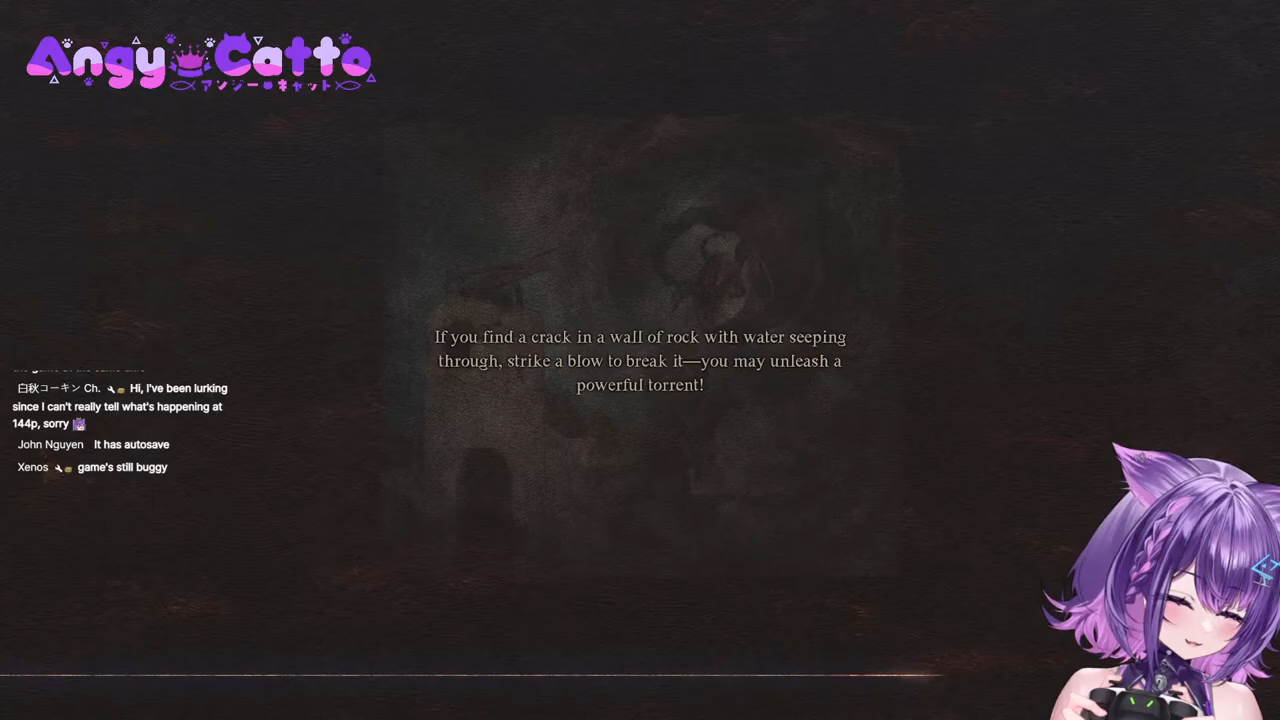 Angy Catto
アンジー キャット
If you find a crack in a wall of rock with water seeping
through, strike a blow to break it—you may unleash a
powerful torrent!
白秋コーキン Ch. Hi, I've been lurking
since I can't really tell what's happening at
144p, sorry
John Nguyen It has autosave
Xenos game's still buggy